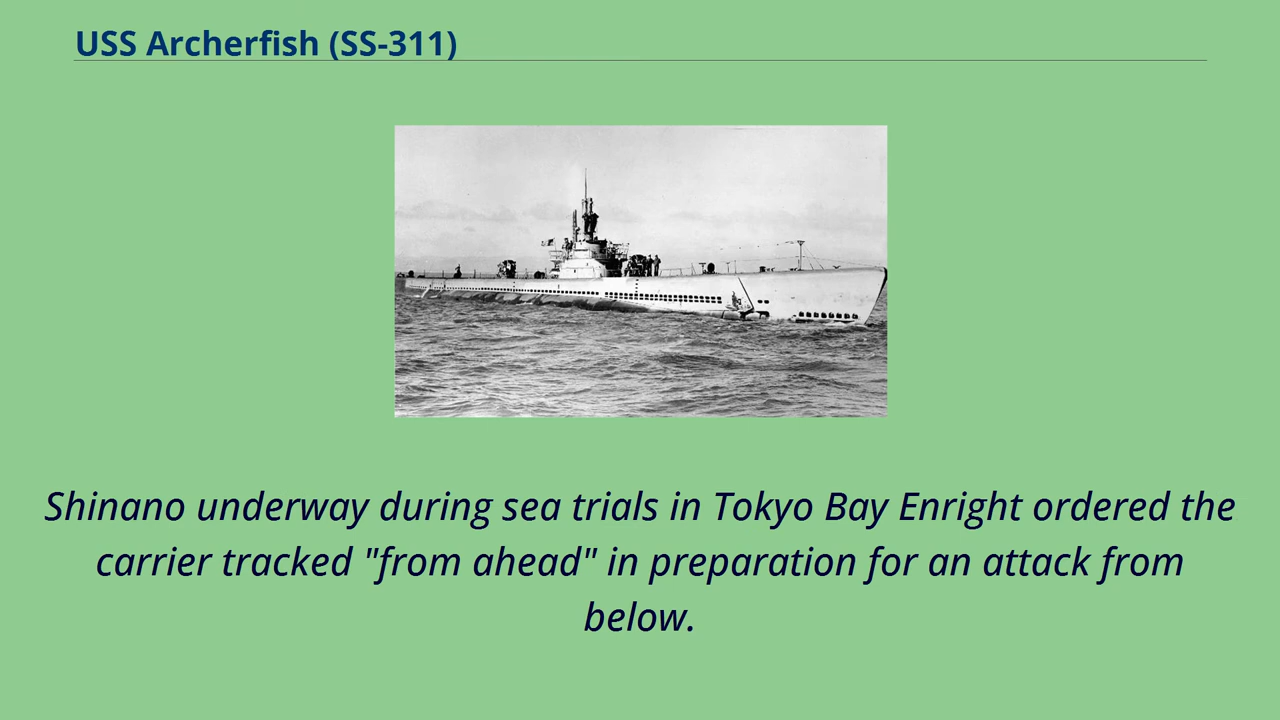 USS Archerfish (SS-311)
Shinano underway during sea trials in Tokyo Bay Enright ordered the
carrier tracked "from ahead" in preparation for an attack from
below.